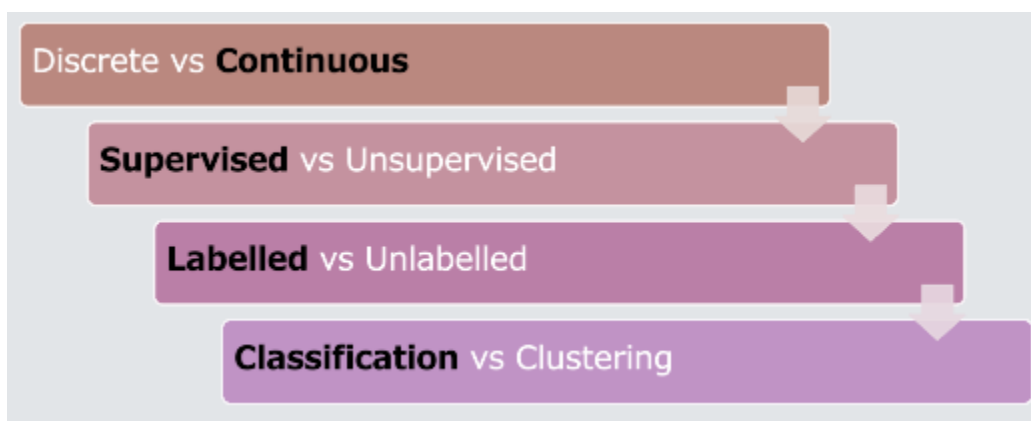 Discrete vs Continuous
Supervised vs Unsupervised
Labelled vs Unlabelled
Classification vs Clustering